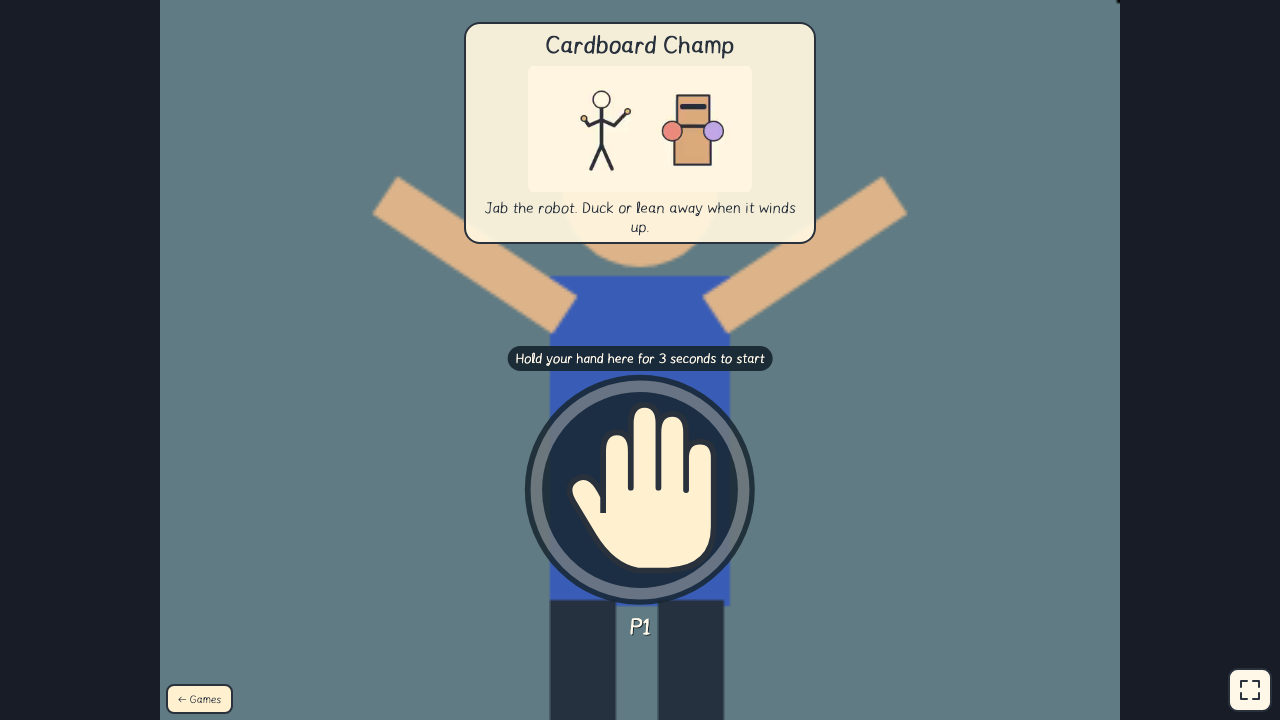 Cardboard Champ
Jab the robot. Duck or lean away when it winds
up.
Hold your hand here for 3 seconds to start
P1
← Games